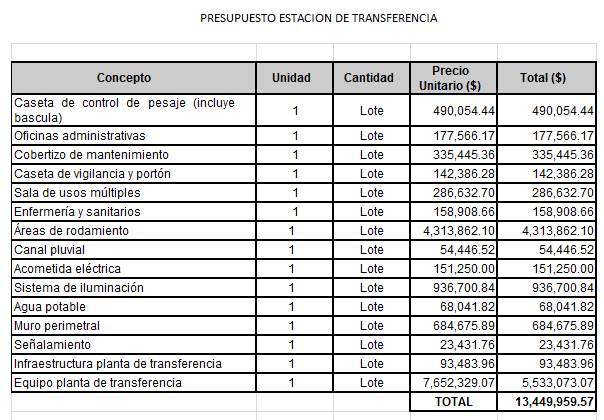 PRESUPUESTO ESTACION DE TRANSFERENCIA
Concepto Unidad Cantidad Precio Unitario ($) Total ($)
Caseta de control de pesaje (incluye bascula) 1 Lote 490,054.44 490,054.44
Oficinas administrativas 1 Lote 177,566.17 177,566.17
Cobertizo de mantenimiento 1 Lote 335,445.36 335,445.36
Caseta de vigilancia y portón 1 Lote 142,386.28 142,386.28
Sala de usos múltiples 1 Lote 286,632.70 286,632.70
Enfermería y sanitarios 1 Lote 158,908.66 158,908.66
Áreas de rodamiento 1 Lote 4,313,862.10 4,313,862.10
Canal pluvial 1 Lote 54,446.52 54,446.52
Acometida eléctrica 1 Lote 151,250.00 151,250.00
Sistema de iluminación 1 Lote 936,700.84 936,700.84
Agua potable 1 Lote 68,041.82 68,041.82
Muro perimetral 1 Lote 684,675.89 684,675.89
Señalamiento 1 Lote 23,431.76 23,431.76
Infraestructura planta de transferencia 1 Lote 93,483.96 93,483.96
Equipo planta de transferencia 1 Lote 7,652,329.07 5,533,073.07
TOTAL 13,449,959.57